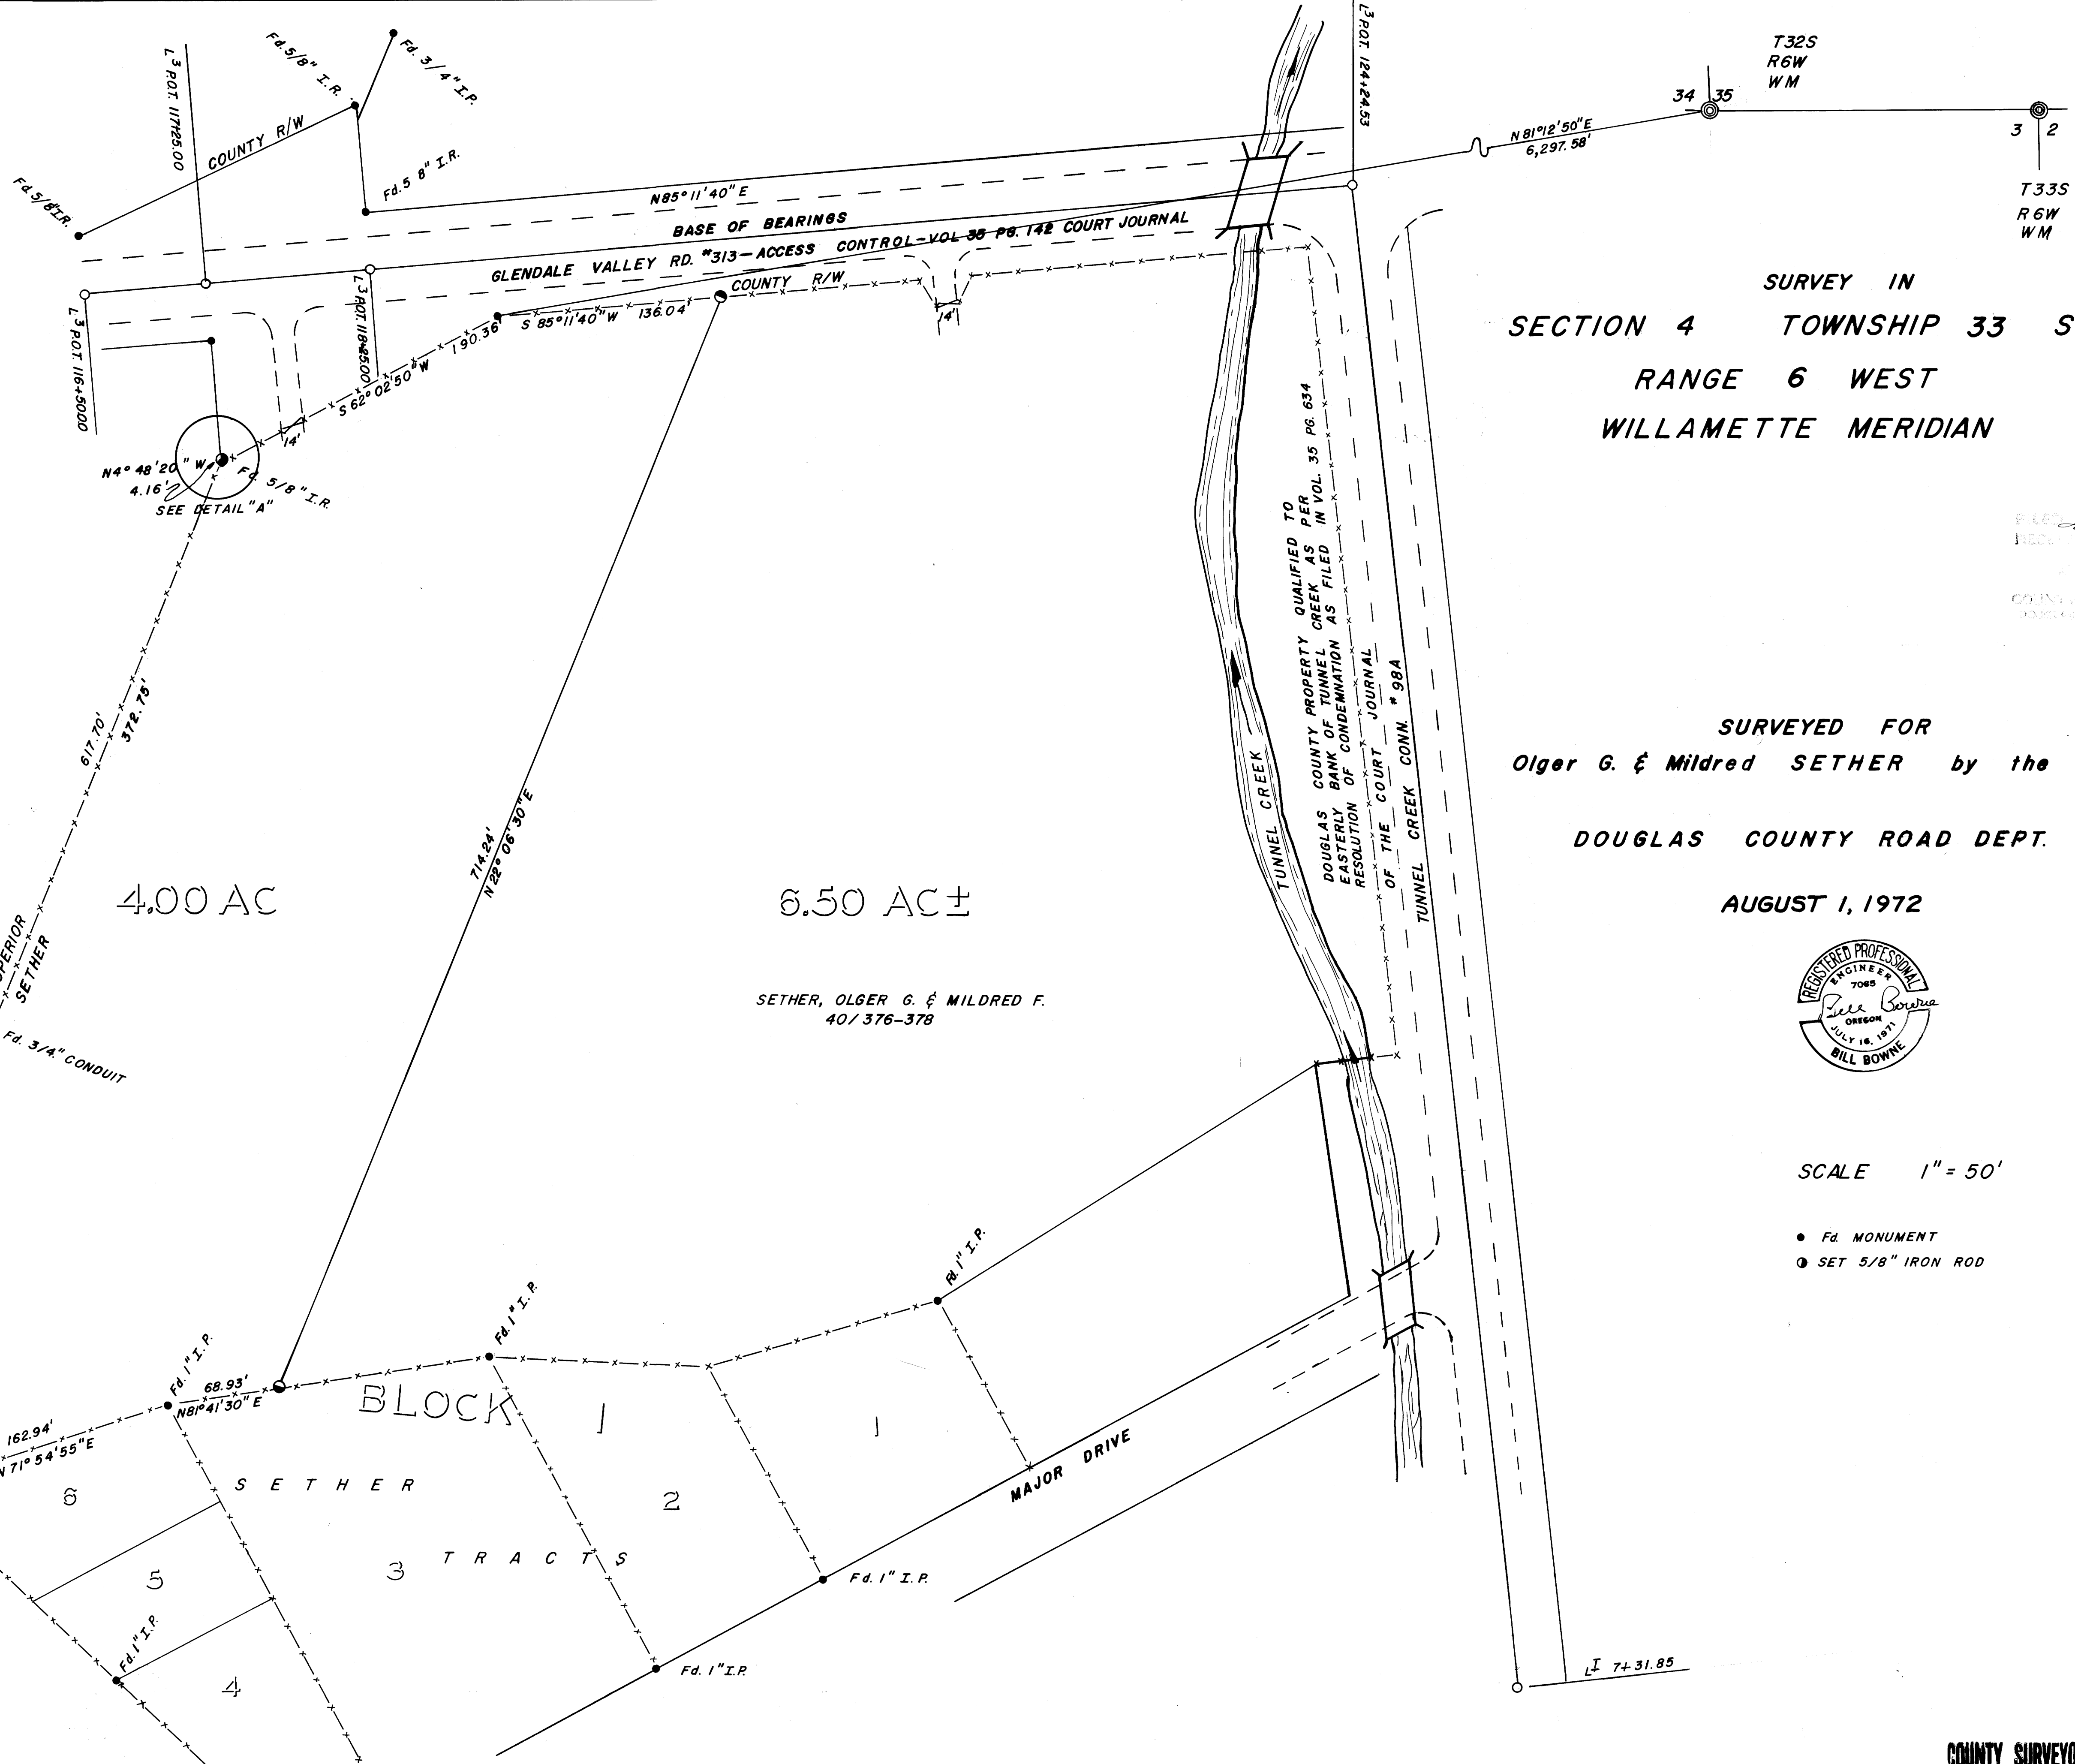 L3 P.O.T. 117+25.00
Fd. 5/8" I.R.
Fd. 3/4" I.P.
COUNTY R/W
Fd. 5/8" I.R.
Fd. 5 8" I.R.
L3 P.O.T. 124+24.53
T32S
R6W
WM
34 35
3 2
N 81°12'50"E
6,297.58'
T33S
R6W
WM
N85°11'40"E
BASE OF BEARINGS
GLENDALE VALLEY RD. #313-ACCESS CONTROL-VOL 35 PG. 142 COURT JOURNAL
COUNTY R/W
L3 P.O.T. 116+50.00
L3 P.O.T. 118+25.00
S 85°11'40"W 136.04'
190.36'
S 62°02'50"W
14'
14'
N4°48'20"W
4.16'
Fd. 5/8" I.R.
SEE DETAIL "A"
SURVEY IN
SECTION 4 TOWNSHIP 33 S
RANGE 6 WEST
WILLAMETTE MERIDIAN
617.70'
372.75'
714.24'
N 22°06'30"E
DOUGLAS COUNTY PROPERTY QUALIFIED TO
EASTERLY BANK OF TUNNEL CREEK AS PER
RESOLUTION OF CONDEMNATION AS FILED IN VOL. 35 PG. 634
OF THE COURT JOURNAL
TUNNEL CREEK
TUNNEL CREEK CONN. #98A
SURVEYED FOR
Olger G. & Mildred SETHER by the
DOUGLAS COUNTY ROAD DEPT.
AUGUST 1, 1972
REGISTERED PROFESSIONAL
ENGINEER
7065
Bill Bowne
OREGON
JULY 16, 1971
BILL BOWNE
4.00 AC
6.50 AC±
SETHER
SETHER, OLGER G. & MILDRED F.
40/376-378
Fd. 3/4" CONDUIT
SCALE 1"=50'
Fd. MONUMENT
SET 5/8" IRON ROD
Fd. 1" I.P.
Fd. 1" I.P.
Fd. 1" I.P.
68.93'
N81°41'30"E
162.94'
N 71°54'55"E
BLOCK 1
1
SETHER
6
2
MAJOR DRIVE
TRACTS
5
3
Fd. 1" I.P.
Fd. 1" I.P.
4
Fd. 1" I.P.
LI 7+31.85